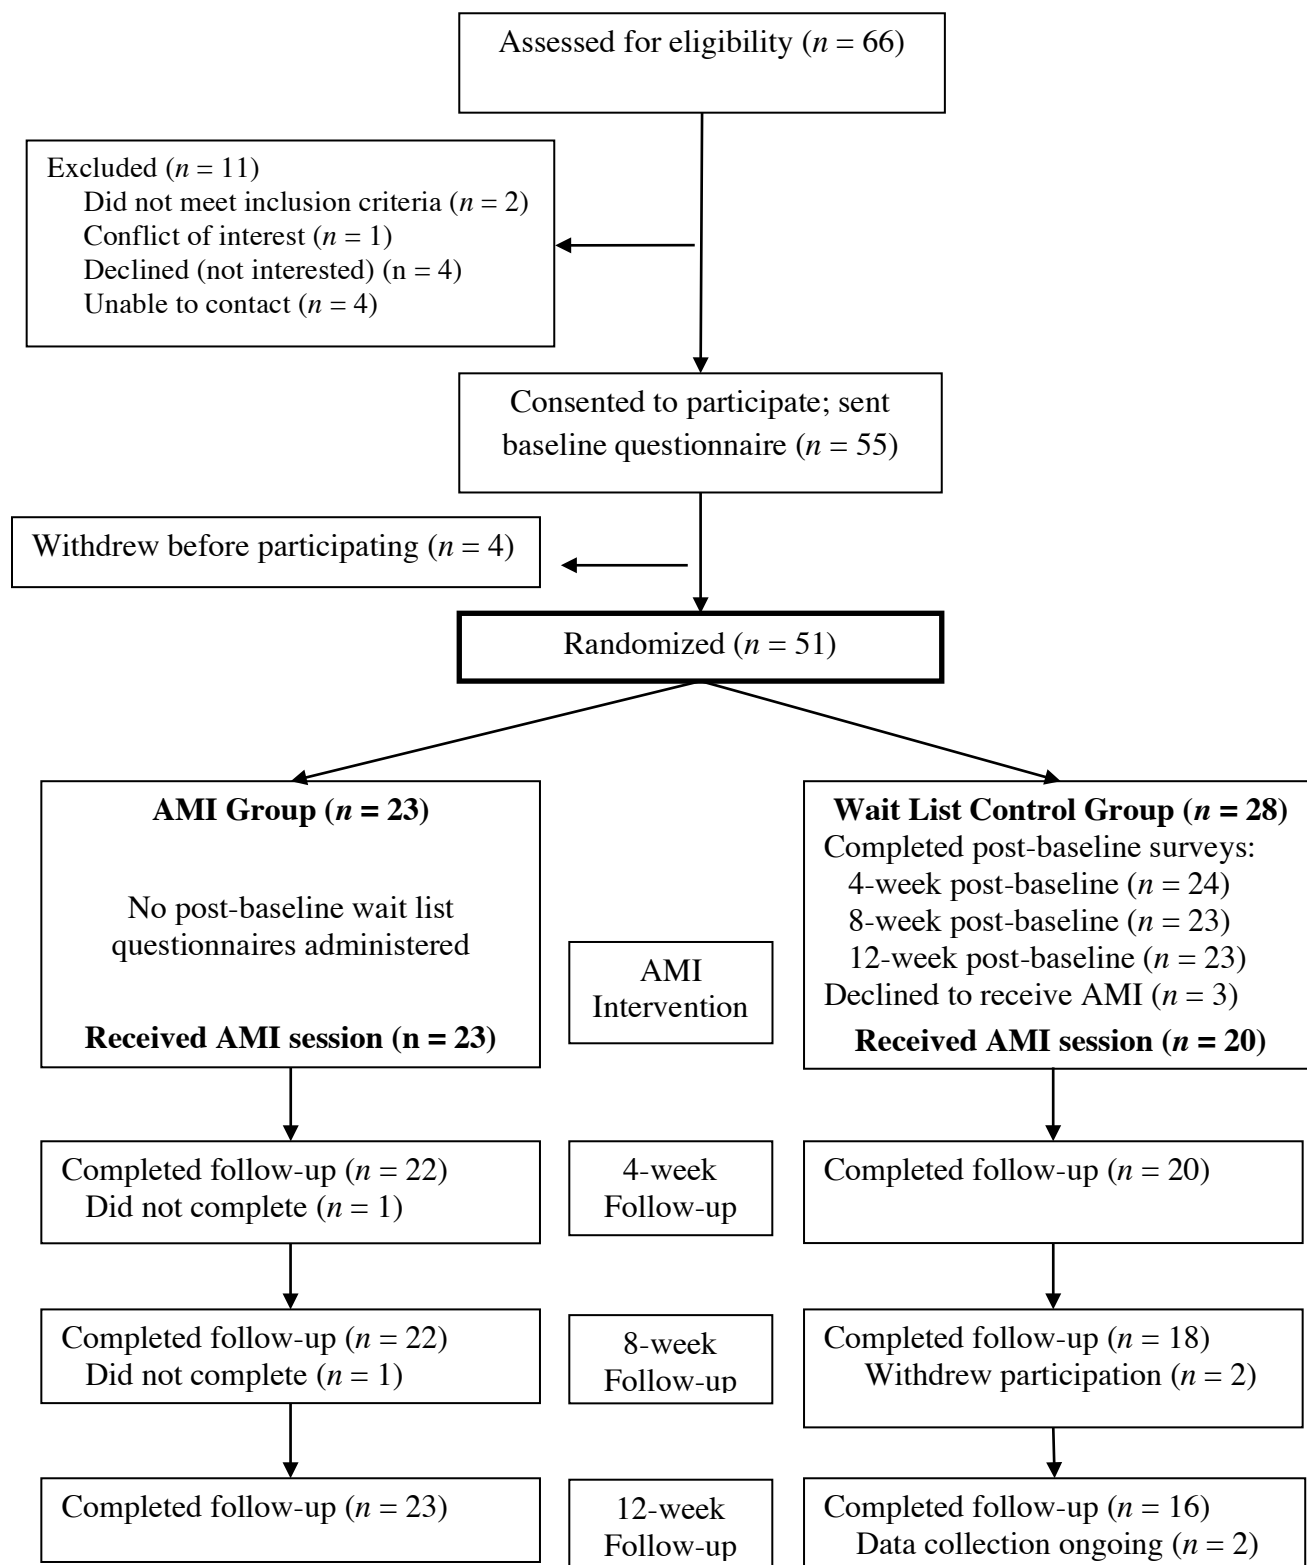 Assessed for eligibility (n = 66)
Excluded (n = 11)
Did not meet inclusion criteria (n = 2)
Conflict of interest (n = 1)
Declined (not interested) (n = 4)
Unable to contact (n = 4)
Consented to participate; sent
baseline questionnaire (n = 55)
Withdrew before participating (n = 4)
Randomized (n = 51)
AMI Group (n = 23)
No post-baseline wait list
questionnaires administered
Received AMI session (n = 23)
AMI
Intervention
Wait List Control Group (n = 28)
Completed post-baseline surveys:
4-week post-baseline (n = 24)
8-week post-baseline (n = 23)
12-week post-baseline (n = 23)
Declined to receive AMI (n = 3)
Received AMI session (n = 20)
Completed follow-up (n = 22)
Did not complete (n = 1)
4-week
Follow-up
Completed follow-up (n = 20)
Completed follow-up (n = 22)
Did not complete (n = 1)
8-week
Follow-up
Completed follow-up (n = 18)
Withdrew participation (n = 2)
Completed follow-up (n = 23)
12-week
Follow-up
Completed follow-up (n = 16)
Data collection ongoing (n = 2)